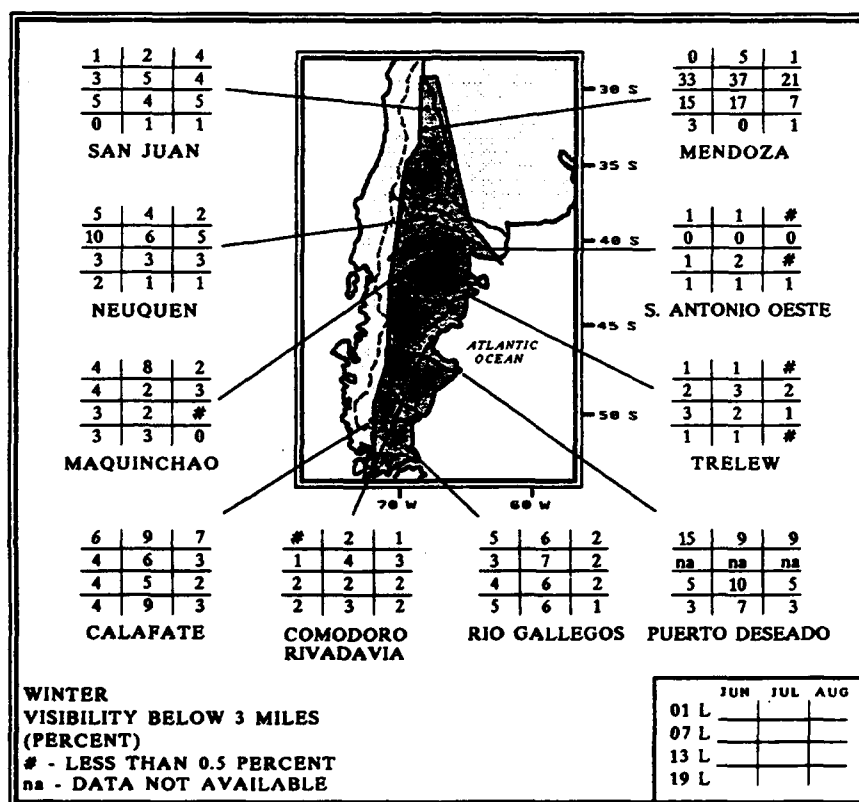 1 2 4
3 5 4
5 4 5
0 1 1
SAN JUAN
0 5 1
33 37 21
15 17 7
3 0 1
MENDOZA
30 S
35 S
40 S
45 S
50 S
70 W
60 W
ATLANTIC
OCEAN
5 4 2
10 6 5
3 3 3
2 1 1
NEUQUEN
1 1 #
0 0 0
1 2 #
1 1 1
S. ANTONIO OESTE
4 8 2
4 2 3
3 2 #
3 3 0
MAQUINCHAO
1 1 #
2 3 2
3 2 1
1 1 #
TRELEW
6 9 7
4 6 3
4 5 2
4 9 3
CALAFATE
# 2 1
1 4 3
2 2 2
2 3 2
COMODORO
RIVADAVIA
5 6 2
3 7 2
4 6 2
5 6 1
RIO GALLEGOS
15 9 9
na na na
5 10 5
3 7 3
PUERTO DESEADO
WINTER
VISIBILITY BELOW 3 MILES
(PERCENT)
# - LESS THAN 0.5 PERCENT
na - DATA NOT AVAILABLE
JUN JUL AUG
01 L
07 L
13 L
19 L